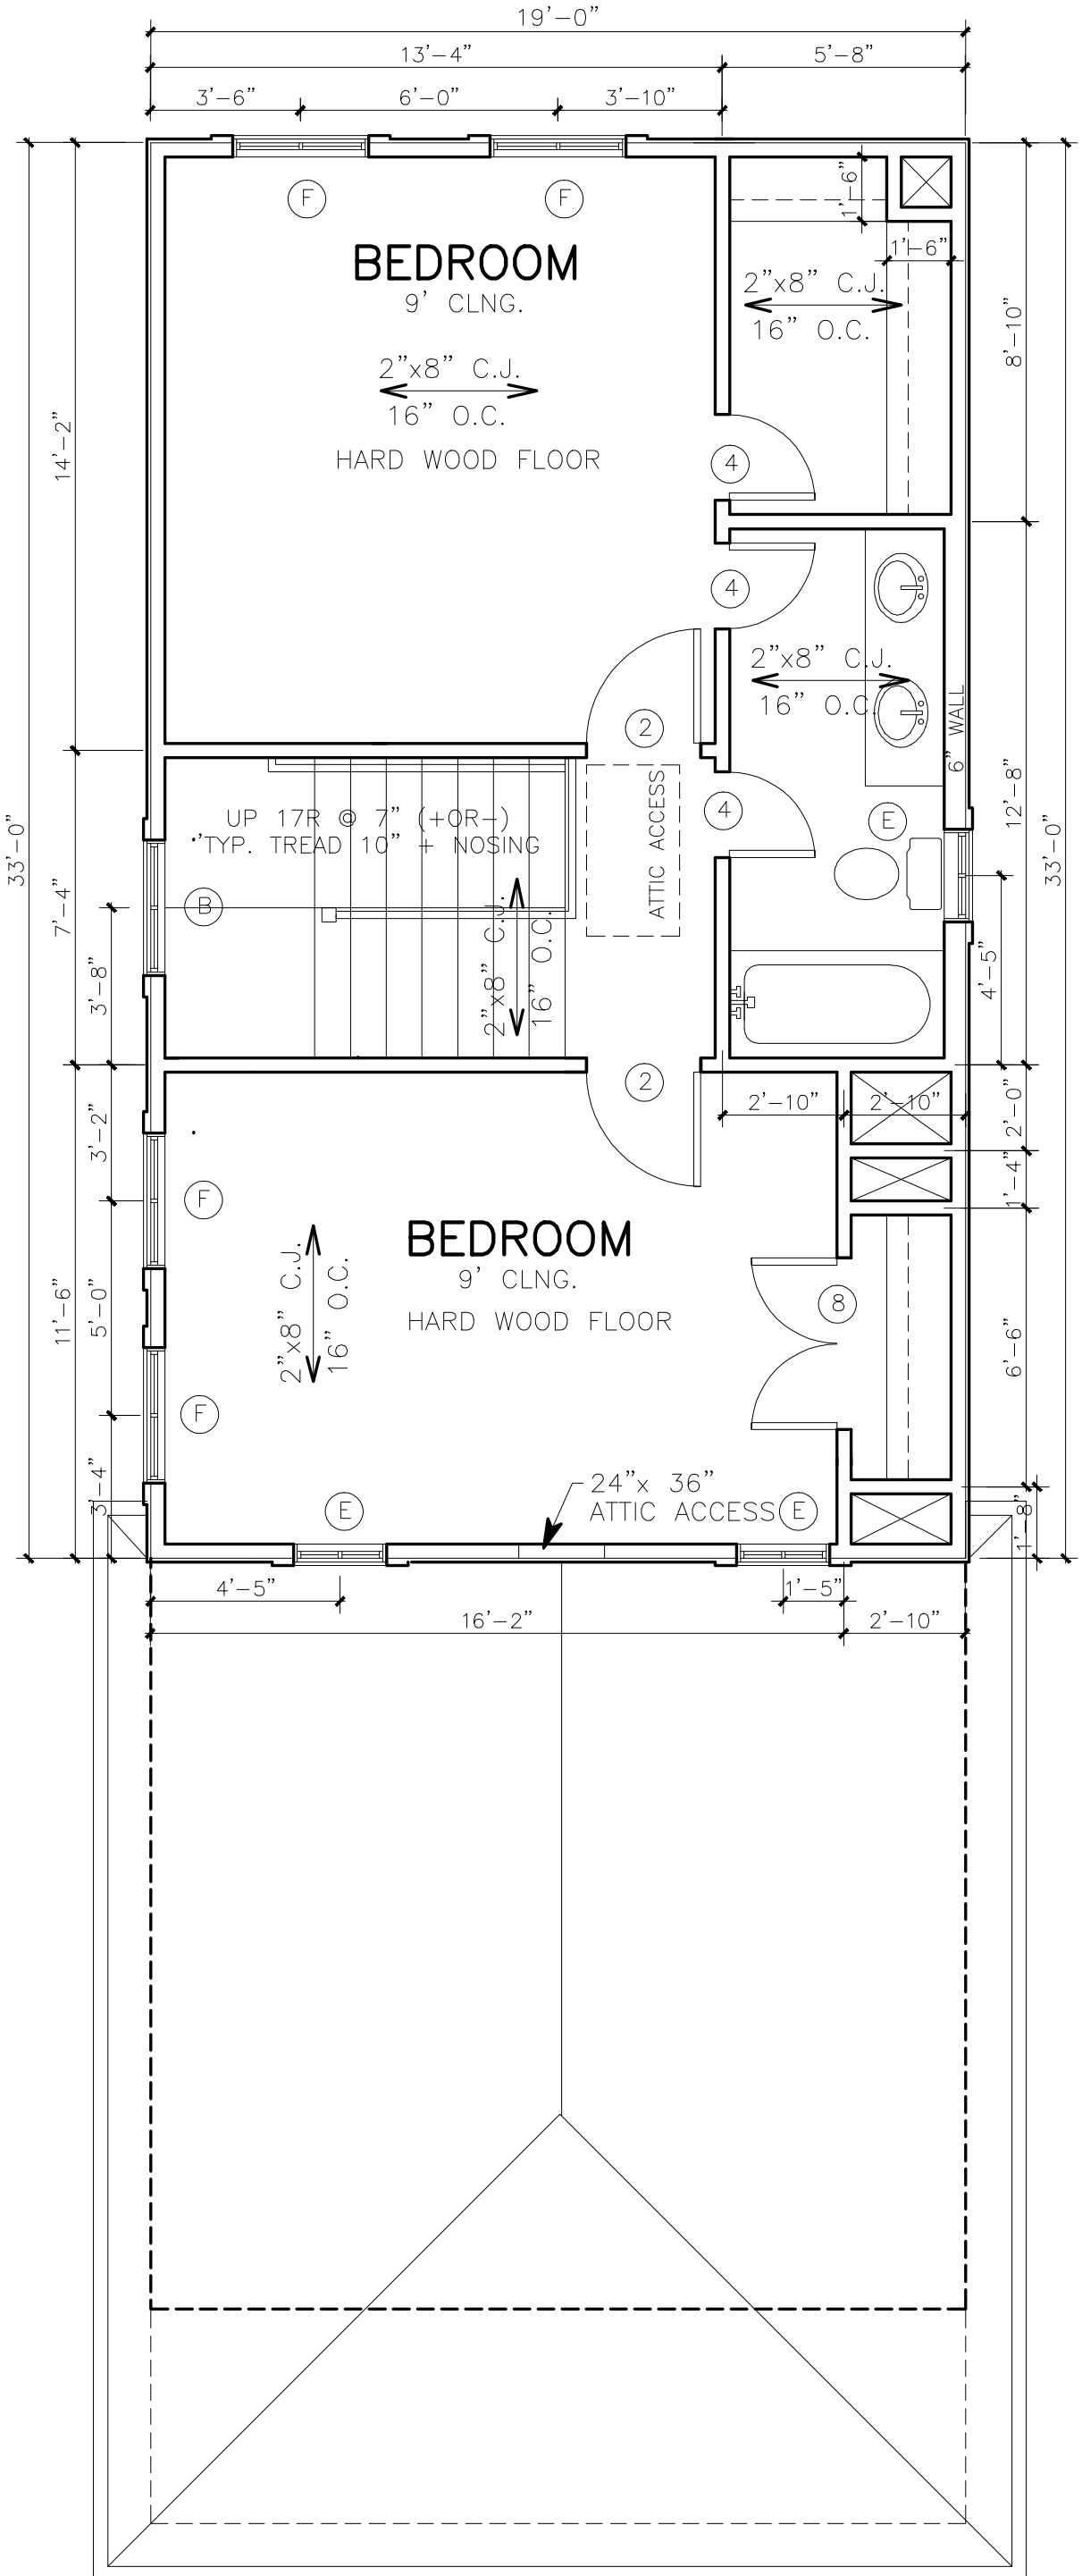 19'-0"
13'-4" 5'-8"
3'-6" 6'-0" 3'-10"
F F
1'-6"
BEDROOM
9' CLNG.
1'-6"
2"x8" C.J.
16" O.C.
8'-10"
2"x8" C.J.
16" O.C.
HARD WOOD FLOOR
14'-2"
4
4
2"x8" C.J.
16" O.C.
6" WALL
2
ATTIC ACCESS
4
E
12'-8"
33'-0"
33'-0"
UP 17R @ 7" (+OR-)
TYP. TREAD 10" + NOSING
B
7'-4"
3'-8"
2"x8" C.J.
16" O.C.
4'-5"
2
2'-10" 2'-10"
2'-0"
1'-4"
3'-2"
F
BEDROOM
9' CLNG.
HARD WOOD FLOOR
2"x8" C.J.
16" O.C.
8
11'-6"
5'-0"
6'-6"
F
3'-4"
24"x 36"
ATTIC ACCESS
E E
1'-8"
4'-5" 1'-5"
16'-2" 2'-10"